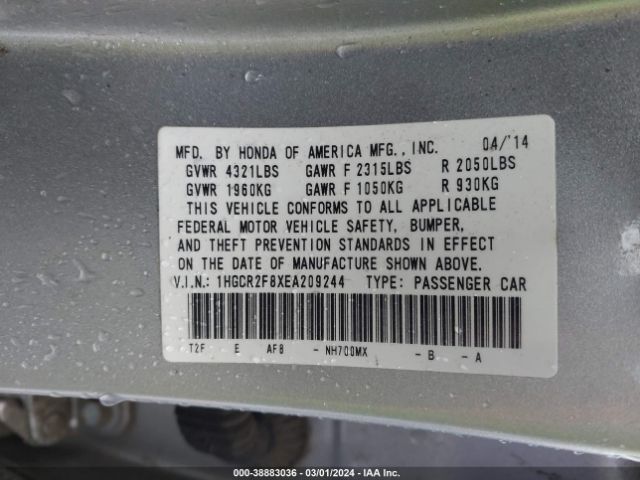 MFD. BY HONDA OF AMERICA MFG., INC. 04/'14
GVWR 4321LBS GAWR F 2315LBS R 2050LBS
GVWR 1960KG GAWR F 1050KG R 930KG
THIS VEHICLE CONFORMS TO ALL APPLICABLE
FEDERAL MOTOR VEHICLE SAFETY, BUMPER,
AND THEFT PREVENTION STANDARDS IN EFFECT
ON THE DATE OF MANUFACTURE SHOWN ABOVE.
V.I.N.: 1HGCR2F8XEA209244 TYPE: PASSENGER CAR
T2F E AF8 - NH700MX - B - A
000-38883036 - 03/01/2024 - IAA Inc.